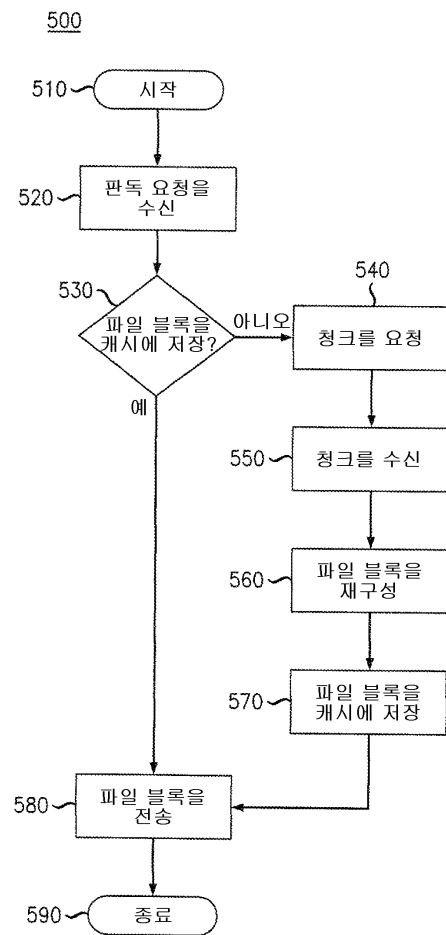 500
510
시작
520
판독 요청을
수신
530
파일 블록을
캐시에 저장?
아니오
예
540
청크를 요청
550
청크를 수신
560
파일 블록을
재구성
570
파일 블록을
캐시에 저장
580
파일 블록을
전송
590
종료